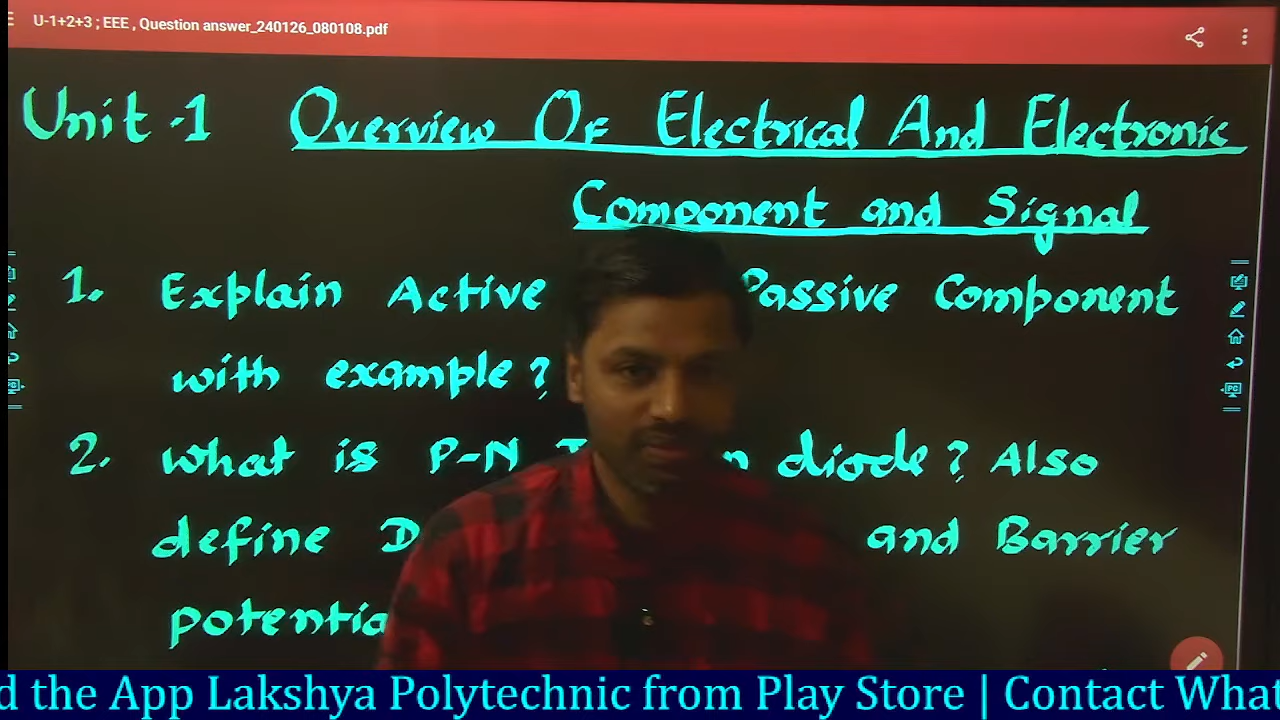 U-1+2+3 ; EEE , Question answer_240126_080108.pdf
Unit-1 Overview Of Electrical And Electronic
Component and Signal
1. Explain Active Passive Component
with example?
2. What is P-N diode? Also
define and Barrier
d the App Lakshya Polytechnic from Play Store | Contact What